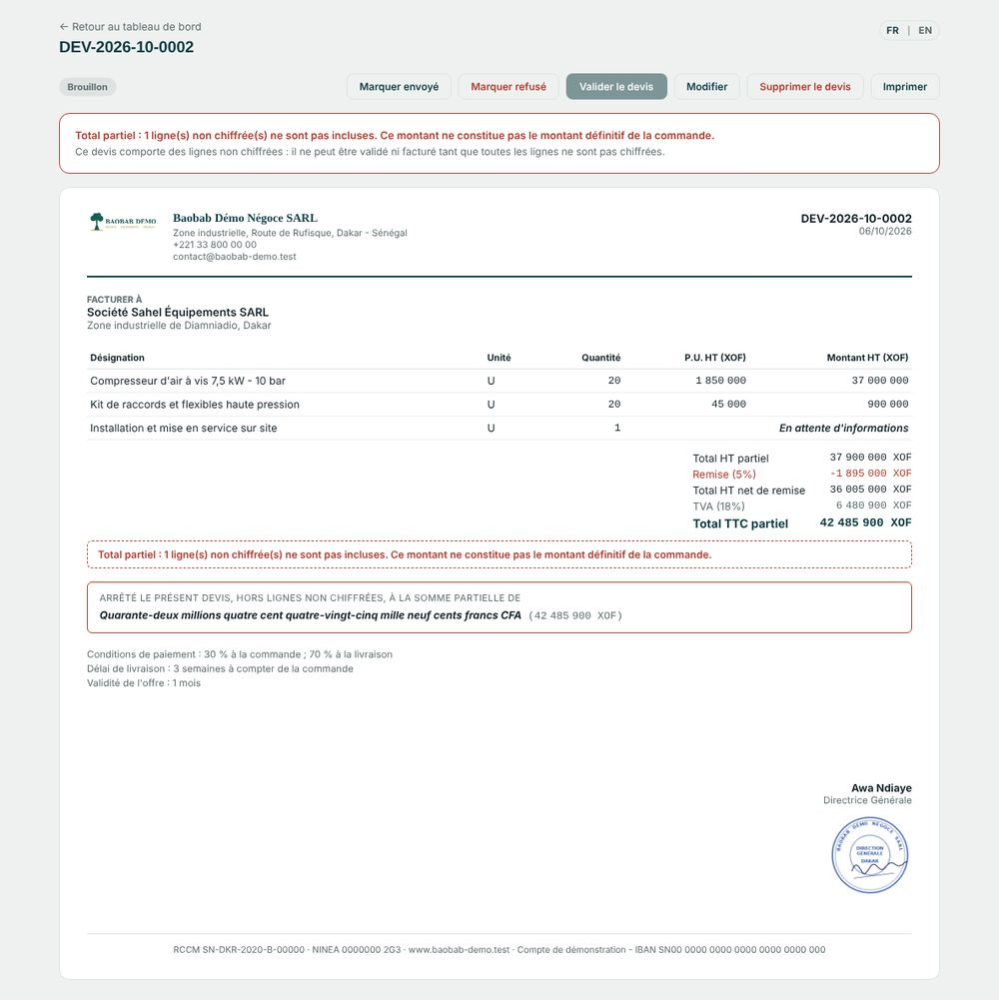 ← Retour au tableau de bord
FR | EN
DEV-2026-10-0002
Brouillon
Marquer envoyé
Marquer refusé
Valider le devis
Modifier
Supprimer le devis
Imprimer
Total partiel : 1 ligne(s) non chiffrée(s) ne sont pas incluses. Ce montant ne constitue pas le montant définitif de la commande.
Ce devis comporte des lignes non chiffrées : il ne peut être validé ni facturé tant que toutes les lignes ne sont pas chiffrées.
BAOBAB DEMO
Baobab Démo Négoce SARL
Zone industrielle, Route de Rufisque, Dakar - Sénégal
+221 33 800 00 00
contact@baobab-demo.test
DEV-2026-10-0002
06/10/2026
FACTURER À
Société Sahel Équipements SARL
Zone industrielle de Diamniadio, Dakar
Désignation Unité Quantité P.U. HT (XOF) Montant HT (XOF)
Compresseur d'air à vis 7,5 kW - 10 bar U 20 1 850 000 37 000 000
Kit de raccords et flexibles haute pression U 20 45 000 900 000
Installation et mise en service sur site U 1 En attente d'informations
Total HT partiel 37 900 000 XOF
Remise (5%) -1 895 000 XOF
Total HT net de remise 36 005 000 XOF
TVA (18%) 6 480 900 XOF
Total TTC partiel 42 485 900 XOF
Total partiel : 1 ligne(s) non chiffrée(s) ne sont pas incluses. Ce montant ne constitue pas le montant définitif de la commande.
ARRÊTÉ LE PRÉSENT DEVIS, HORS LIGNES NON CHIFFRÉES, À LA SOMME PARTIELLE DE
Quarante-deux millions quatre cent quatre-vingt-cinq mille neuf cents francs CFA (42 485 900 XOF)
Conditions de paiement : 30 % à la commande ; 70 % à la livraison
Délai de livraison : 3 semaines à compter de la commande
Validité de l'offre : 1 mois
Awa Ndiaye
Directrice Générale
BAOBAB DEMO NÉGOCE SARL
DIRECTION
GÉNÉRALE
DAKAR
RCCM SN-DKR-2020-B-00000 · NINEA 0000000 2G3 · www.baobab-demo.test · Compte de démonstration - IBAN SN00 0000 0000 0000 0000 0000 000